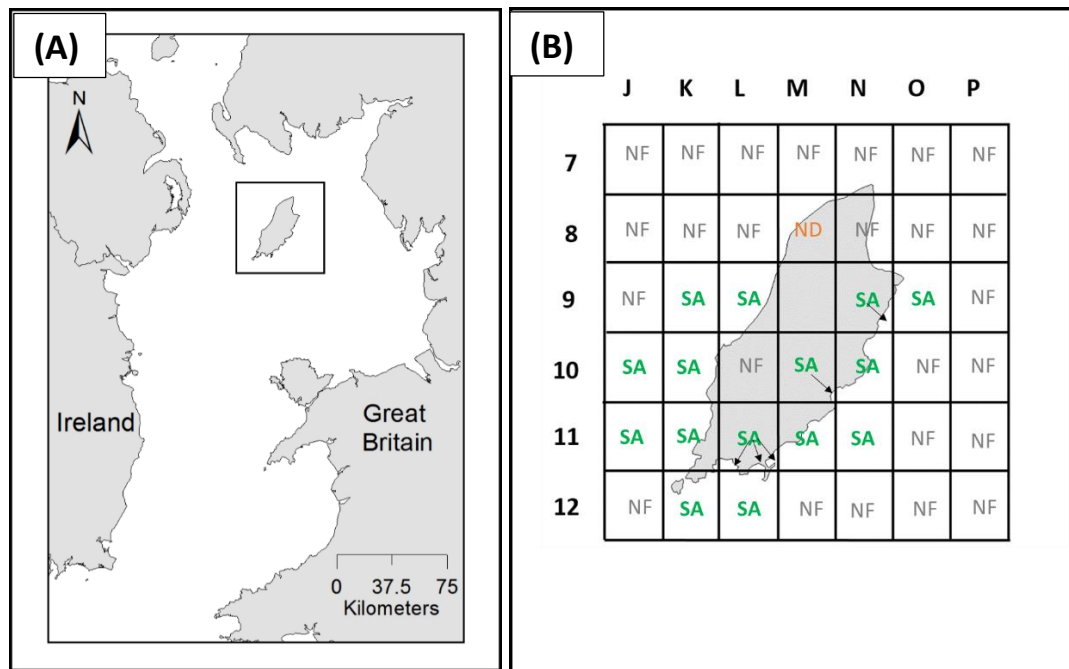 (A)
N
Ireland
Great
Britain
0 37.5 75
Kilometers
(B)
J K L M N O P
7 NF NF NF NF NF NF NF
8 NF NF NF ND NF NF NF
9 NF SA SA SA SA NF
10 SA SA NF SA SA NF NF
11 SA SA SA SA SA NF NF
12 NF SA SA NF NF NF NF